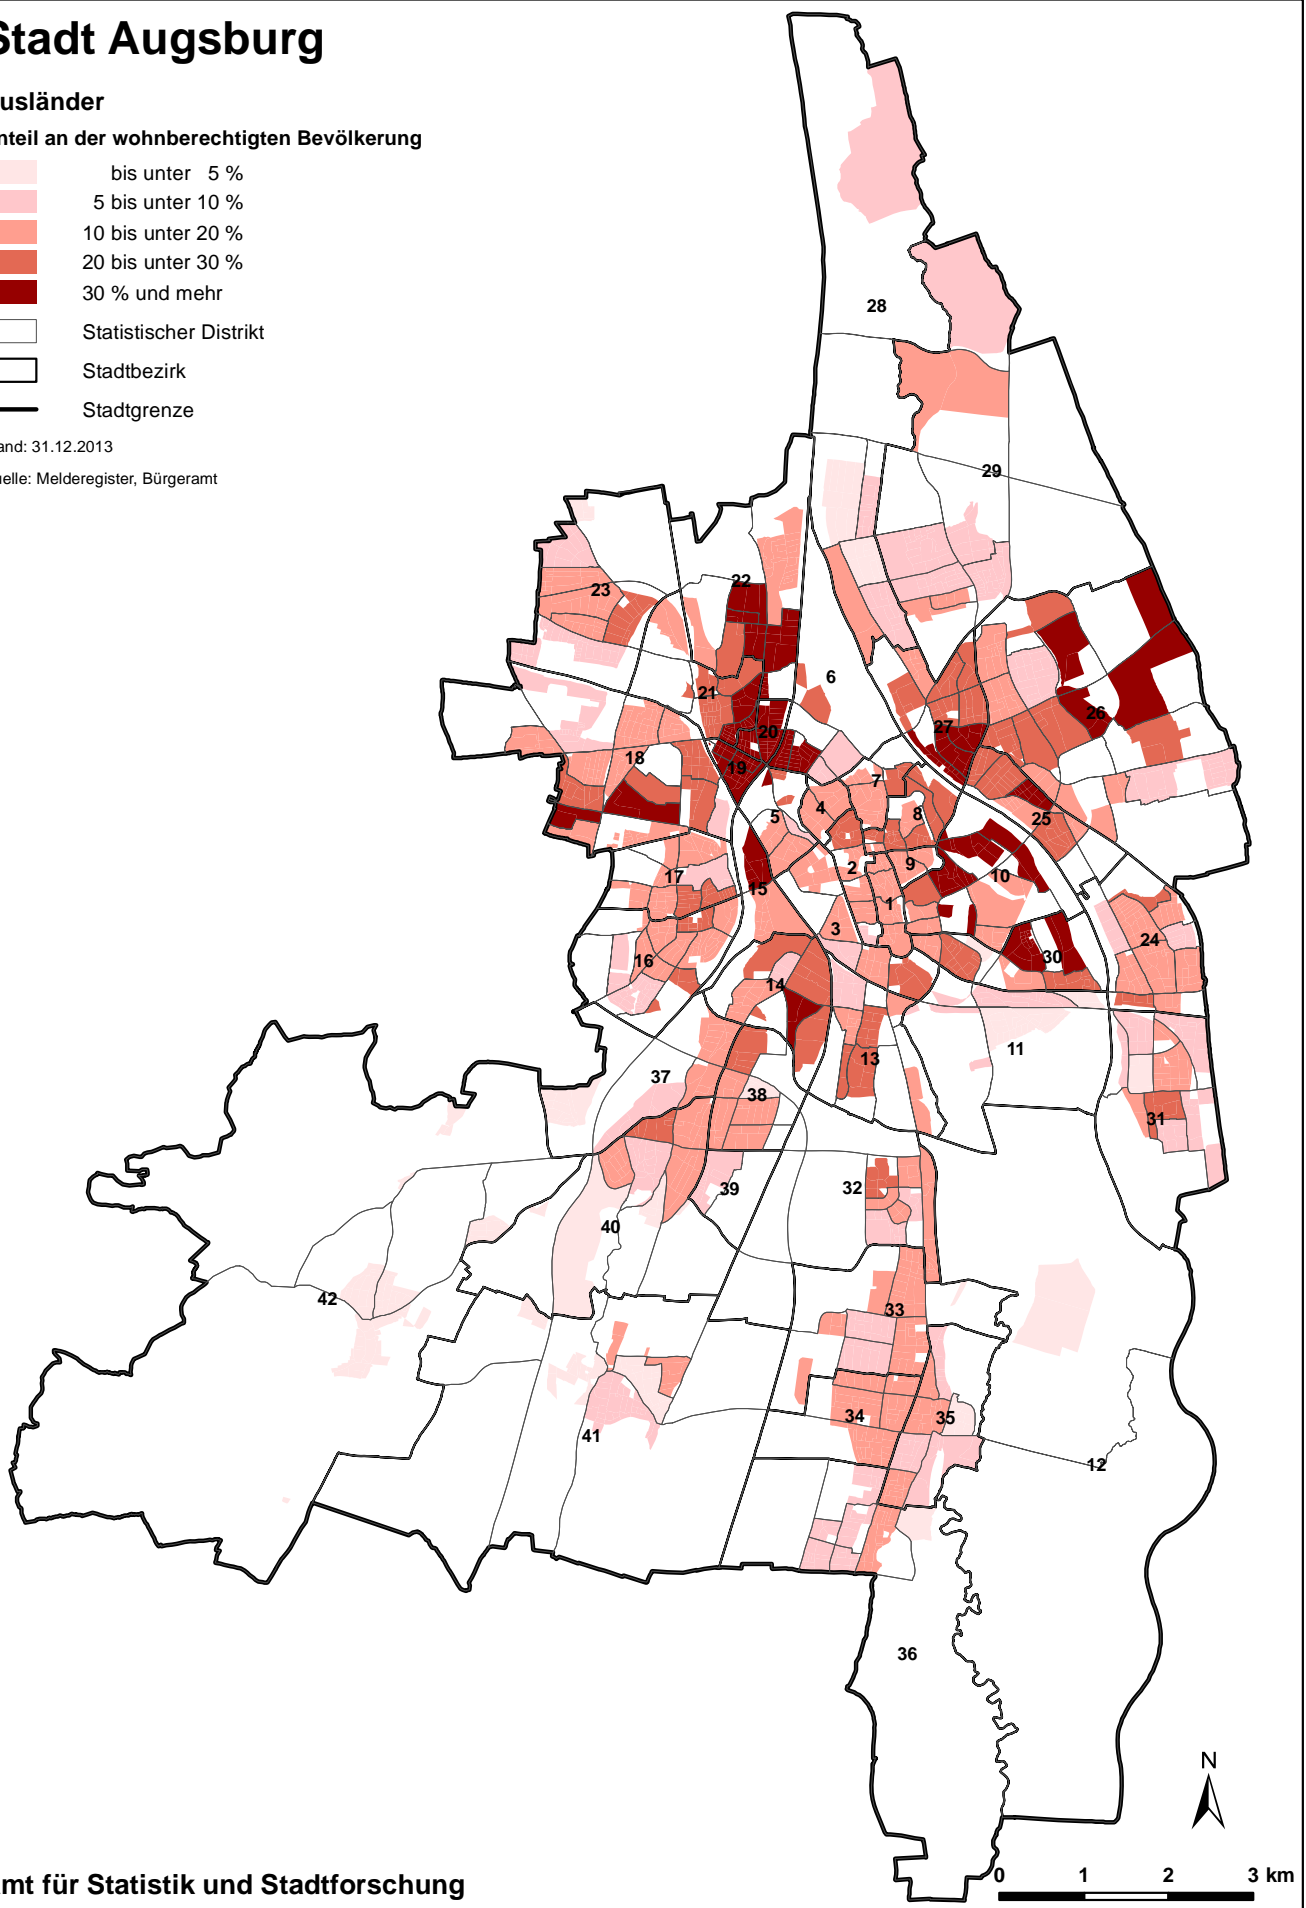 Stadt Augsburg
usländer
nteil an der wohnberechtigten Bevölkerung
bis unter 5 %
5 bis unter 10 %
10 bis unter 20 %
20 bis unter 30 %
30 % und mehr
Statistischer Distrikt
Stadtbezirk
Stadtgrenze
and: 31.12.2013
uelle: Melderegister, Bürgeramt
28
29
22
23
6
21
26
27
20
18
19
7
4
8
5
25
2
9
17
10
15
1
3
24
30
16
14
11
13
37
38
31
32
39
40
42
33
34
35
41
12
36
N
mt für Statistik und Stadtforschung
0 1 2 3 km